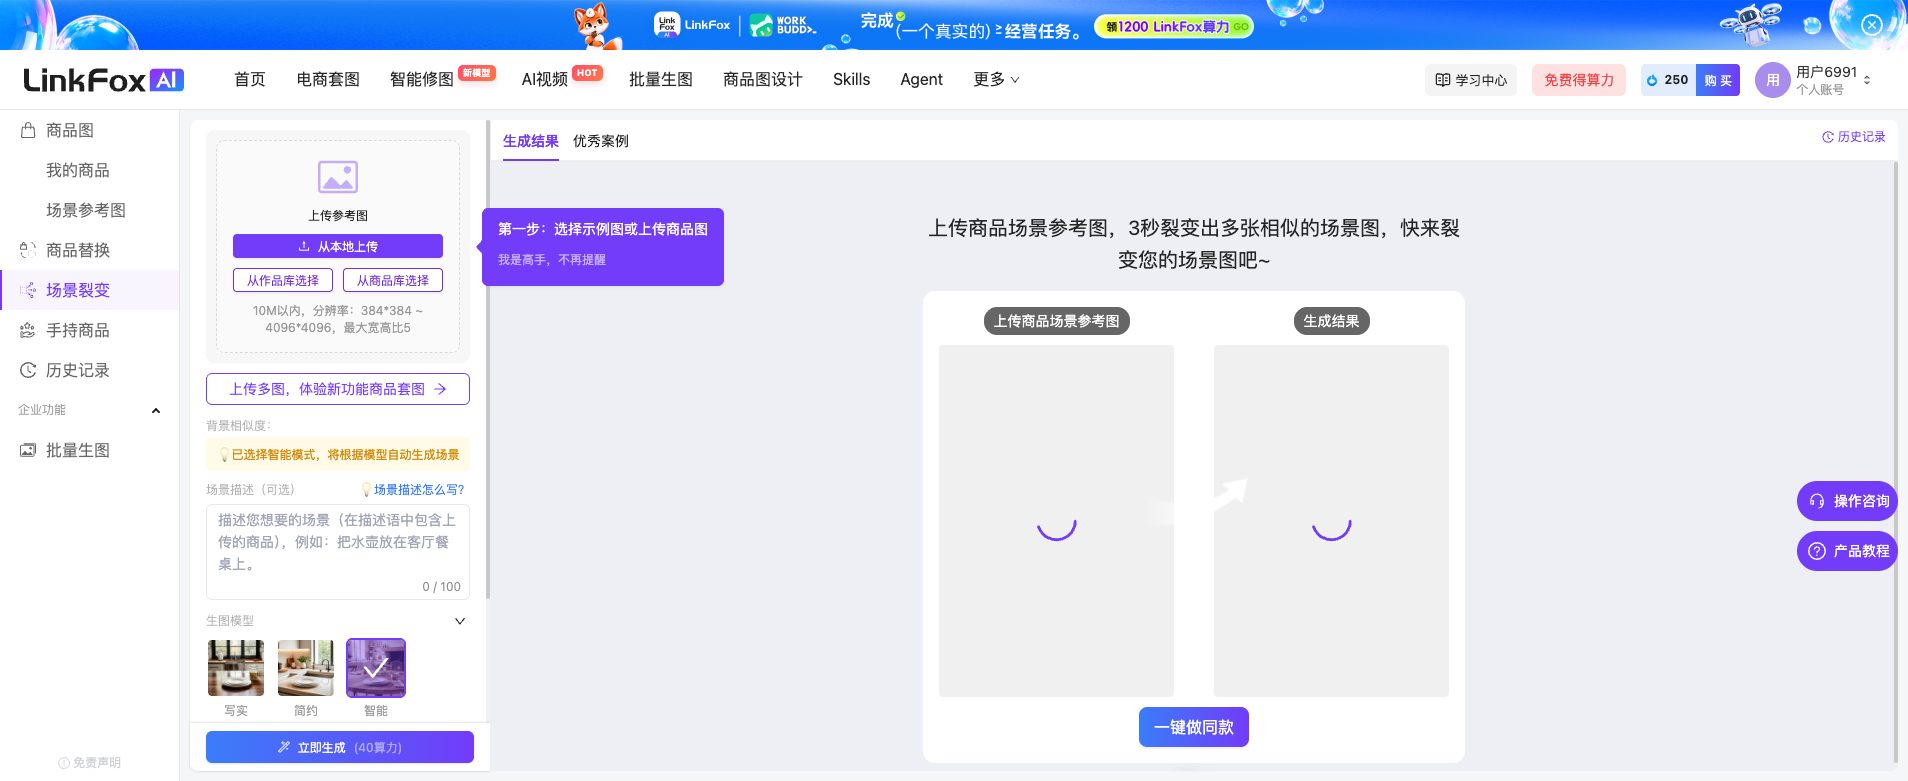 Link Fox AI LinkFox
WORK BUDD>..
完成
(一个真实的)
经营任务。
领1200 LinkFox算力 GO
LinkFox AI
首页
电商套图
智能修图 新模型
AI视频 HOT
批量生图
商品图设计
Skills
Agent
更多
学习中心
免费得算力
250 购买
用
用户6991
个人账号
商品图
我的商品
场景参考图
商品替换
场景裂变
手持商品
历史记录
企业功能
批量生图
免责声明
上传参考图
从本地上传
从作品库选择
从商品库选择
10M以内，分辨率：384*384 ~
4096*4096，最大宽高比5
上传多图，体验新功能商品套图
背景相似度：
已选择智能模式，将根据模型自动生成场景
场景描述（可选）
场景描述怎么写?
描述您想要的场景（在描述语中包含上
传的商品），例如：把水壶放在客厅餐
桌上。
0 / 100
生图模型
写实
简约
智能
立即生成 (40算力)
第一步：选择示例图或上传商品图
我是高手，不再提醒
生成结果
优秀案例
历史记录
上传商品场景参考图，3秒裂变出多张相似的场景图，快来裂
变您的场景图吧~
上传商品场景参考图
生成结果
一键做同款
操作咨询
产品教程